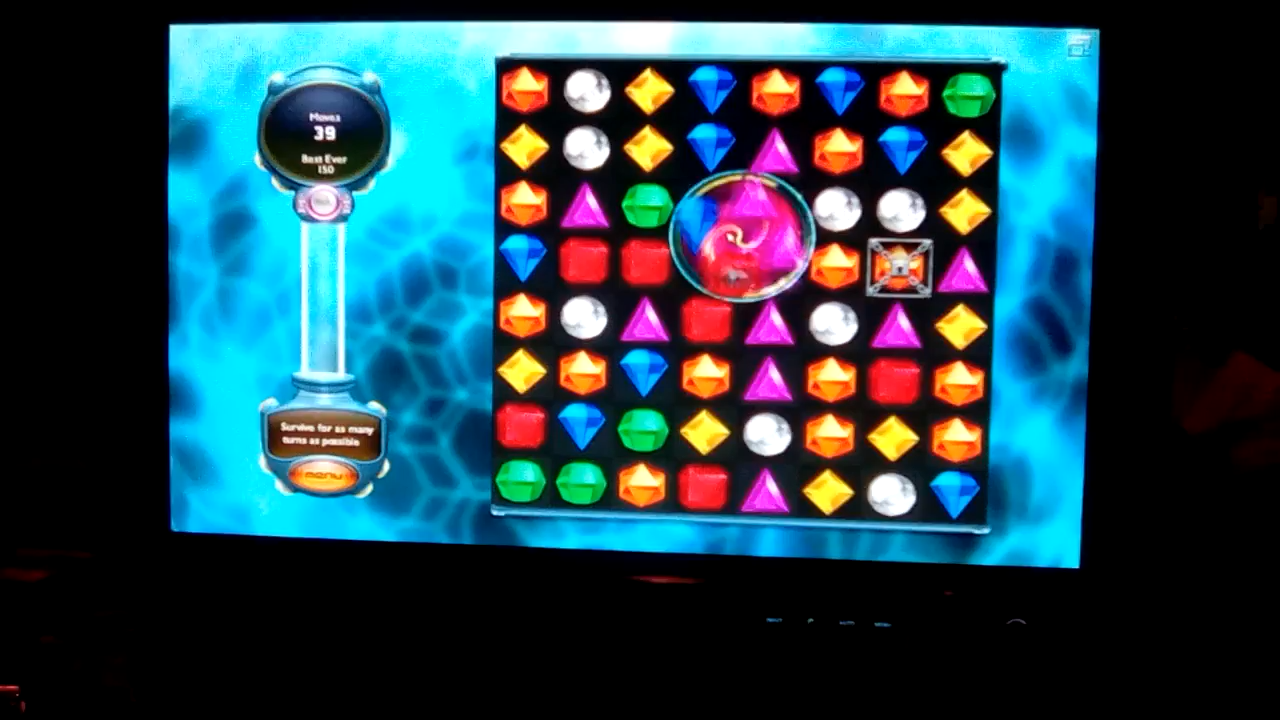 Moves
39
Best Ever
150
Survive for as many
turns as possible
menu